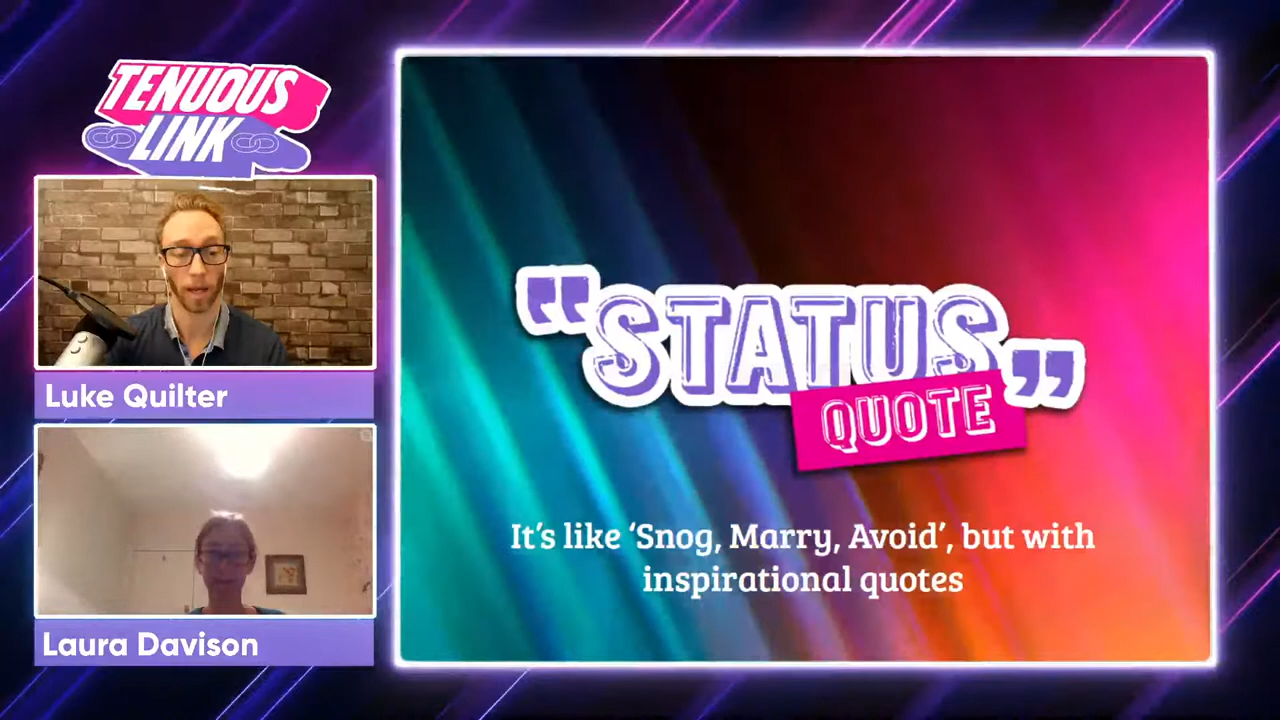 TENUOUS
LINK
Luke Quilter
Laura Davison
“STATUS”
QUOTE
It’s like ‘Snog, Marry, Avoid’, but with
inspirational quotes